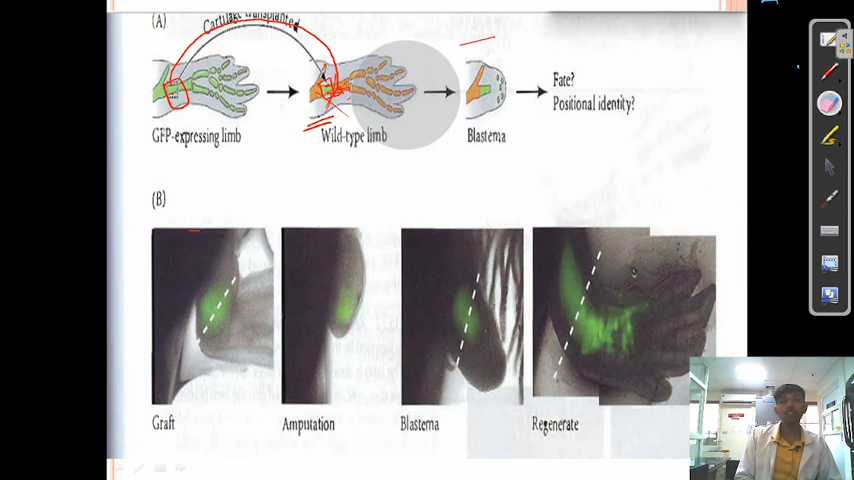 (A)
Cartilage transplanted
GFP-expressing limb
Wild-type limb
Blastema
Fate?
Positional identity?
(B)
Graft
Amputation
Blastema
Regenerate